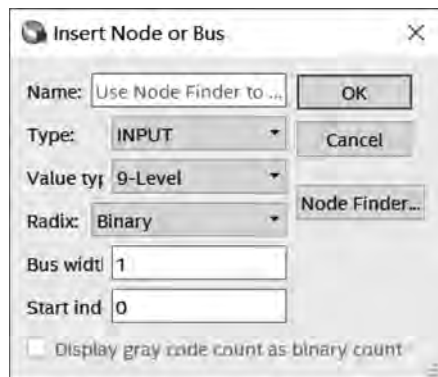 Insert Node or Bus
Name: Use Node Finder to ... OK
Type: INPUT Cancel
Value typ 9-Level
Node Finder...
Radix: Binary
Bus widtl 1
Start ind 0
Display gray code count as binary count